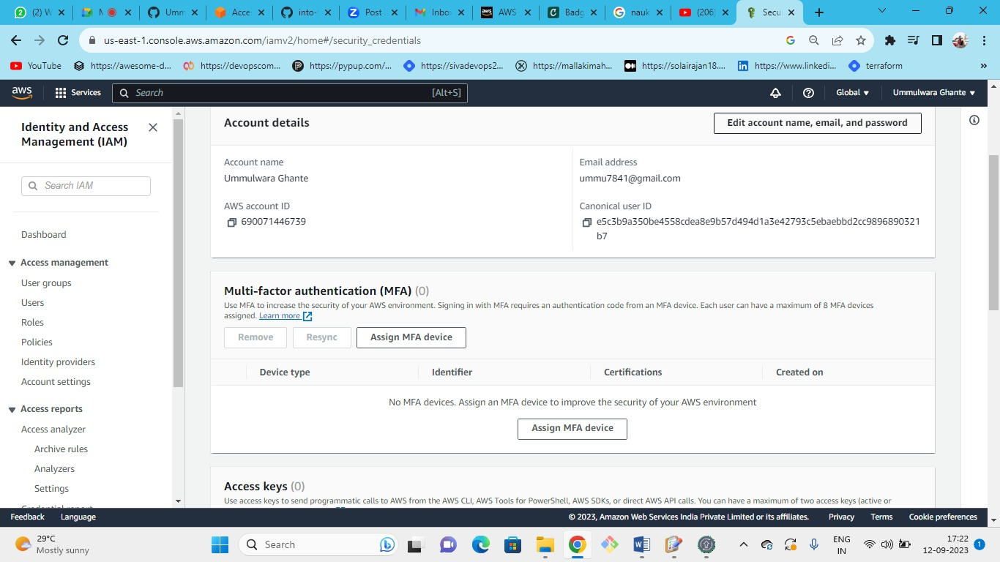 (2) W
M
Umm
Acce
into-
Post
Inbo
AWS
Badg
nauk
(206)
Secu
us-east-1.console.aws.amazon.com/iamv2/home#/security_credentials
YouTube
https://awesome-d...
https://devopscom...
https://pypup.com/...
https://sivadevops2...
https://mallakimah...
https://solairajan18....
https://www.linkedi...
terraform
»
aws
Services
Search
[Alt+S]
Global
Ummulwara Ghante
Identity and Access
Management (IAM)
Search IAM
Dashboard
Access management
User groups
Users
Roles
Policies
Identity providers
Account settings
Access reports
Access analyzer
Archive rules
Analyzers
Settings
Credential report
Account details
Edit account name, email, and password
Account name
Ummulwara Ghante
Email address
ummu7841@gmail.com
AWS account ID
690071446739
Canonical user ID
e5c3b9a350be4558cdea8e9b57d494d1a3e42793c5ebaebbd2cc9896890321
b7
Multi-factor authentication (MFA) (0)
Use MFA to increase the security of your AWS environment. Signing in with MFA requires an authentication code from an MFA device. Each user can have a maximum of 8 MFA devices
assigned. Learn more
Remove
Resync
Assign MFA device
Device type
Identifier
Certifications
Created on
No MFA devices. Assign an MFA device to improve the security of your AWS environment
Assign MFA device
Access keys (0)
Use access keys to send programmatic calls to AWS from the AWS CLI, AWS Tools for PowerShell, AWS SDKs, or direct AWS API calls. You can have a maximum of two access keys (active or
Feedback
Language
© 2023, Amazon Web Services India Private Limited or its affiliates.
Privacy
Terms
Cookie preferences
29°C
Mostly sunny
Search
ENG
IN
17:22
12-09-2023
1